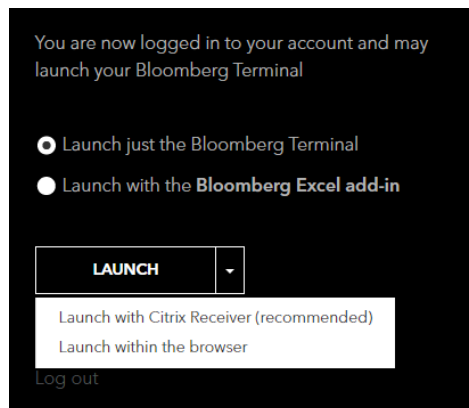 You are now logged in to your account and may
launch your Bloomberg Terminal
Launch just the Bloomberg Terminal
Launch with the Bloomberg Excel add-in
LAUNCH
Launch with Citrix Receiver (recommended)
Launch within the browser
Log out